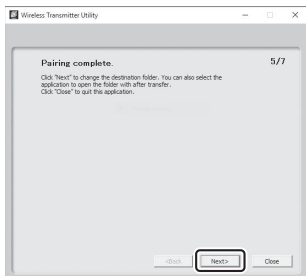 Wireless Transmitter Utility
Pairing complete.
5/7
Click "Next" to change the destination folder. You can also select the
application to open the folder with after transfer.
Click "Close" to quit this application.
<Back
Next>
Close